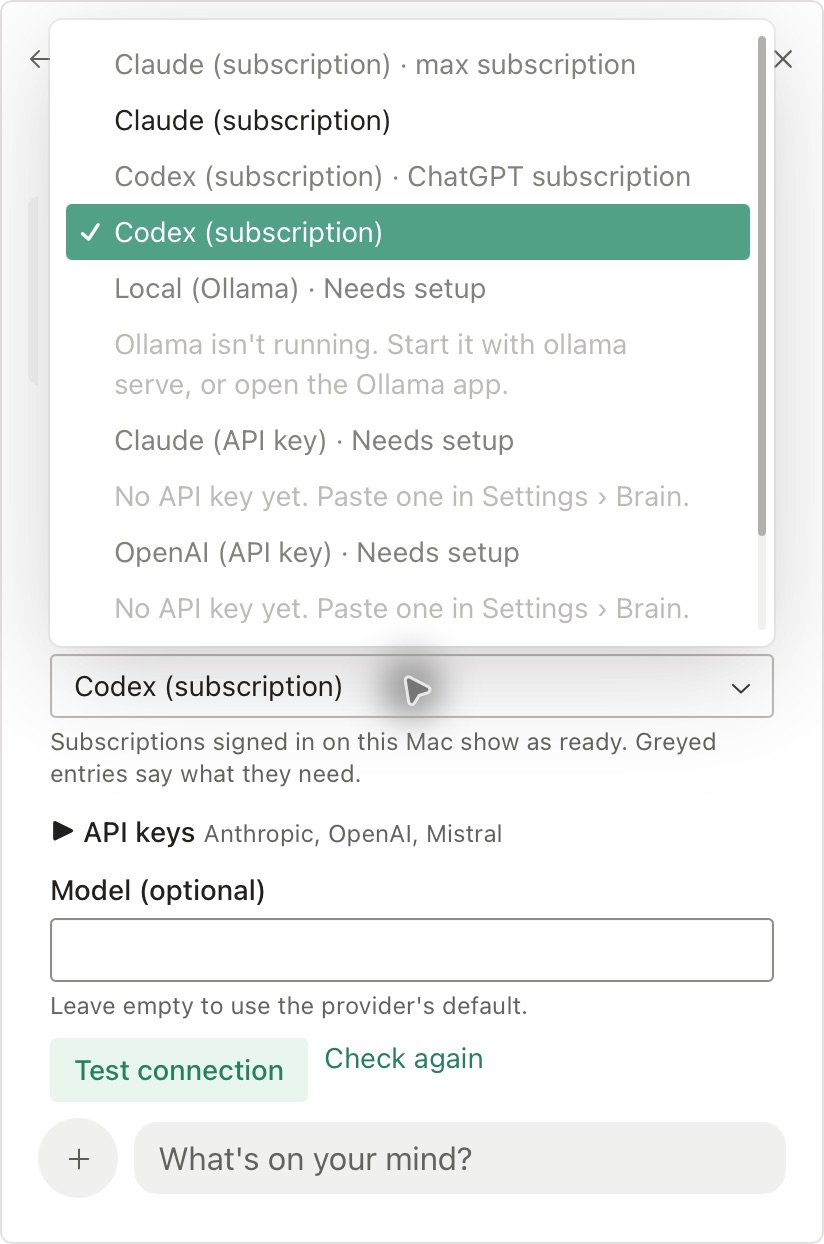 Claude (subscription) · max subscription
Claude (subscription)
Codex (subscription) · ChatGPT subscription
Codex (subscription)
Local (Ollama) · Needs setup
Ollama isn't running. Start it with ollama
serve, or open the Ollama app.
Claude (API key) · Needs setup
No API key yet. Paste one in Settings › Brain.
OpenAI (API key) · Needs setup
No API key yet. Paste one in Settings › Brain.
Codex (subscription)
Subscriptions signed in on this Mac show as ready. Greyed
entries say what they need.
API keys Anthropic, OpenAI, Mistral
Model (optional)
Leave empty to use the provider's default.
Test connection Check again
What's on your mind?